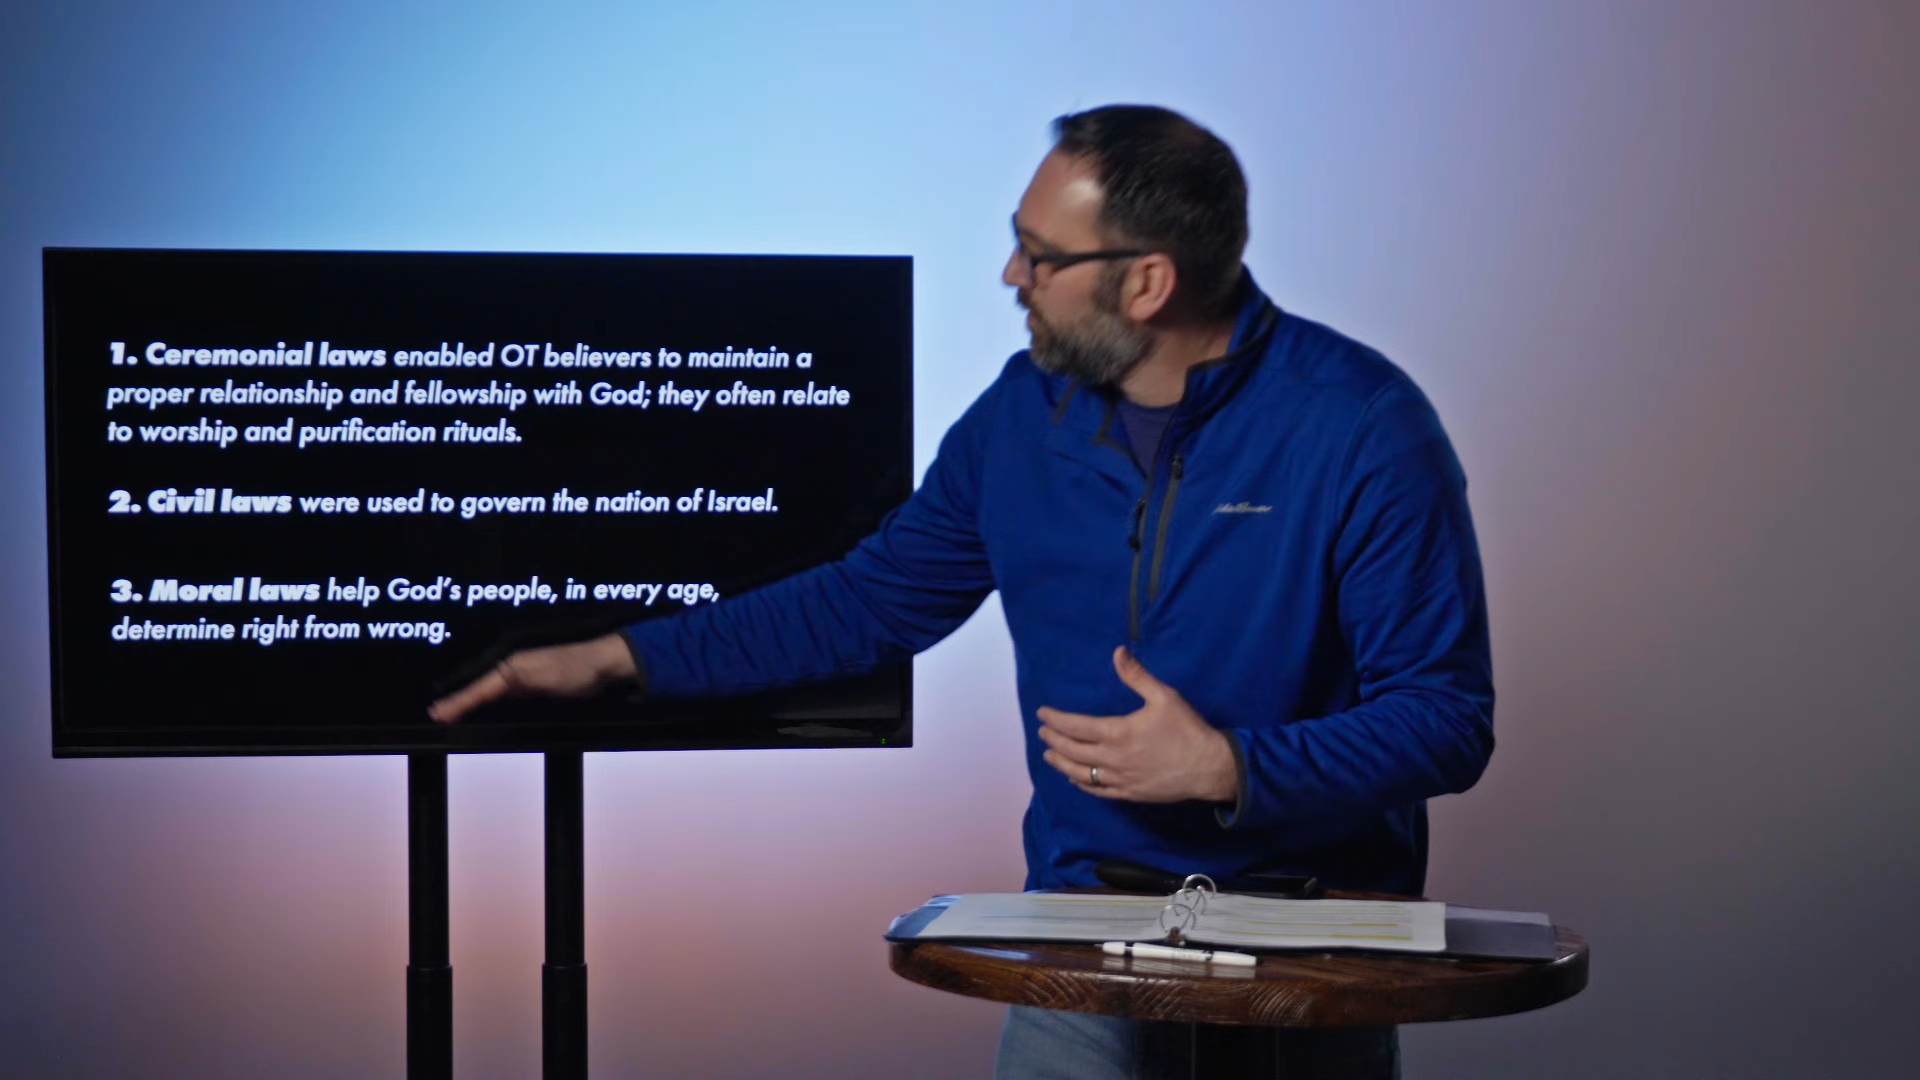 1. Ceremonial laws enabled OT believers to maintain a
proper relationship and fellowship with God; they often relate
to worship and purification rituals.
2. Civil laws were used to govern the nation of Israel.
3. Moral laws help God's people, in every age,
determine right from wrong.